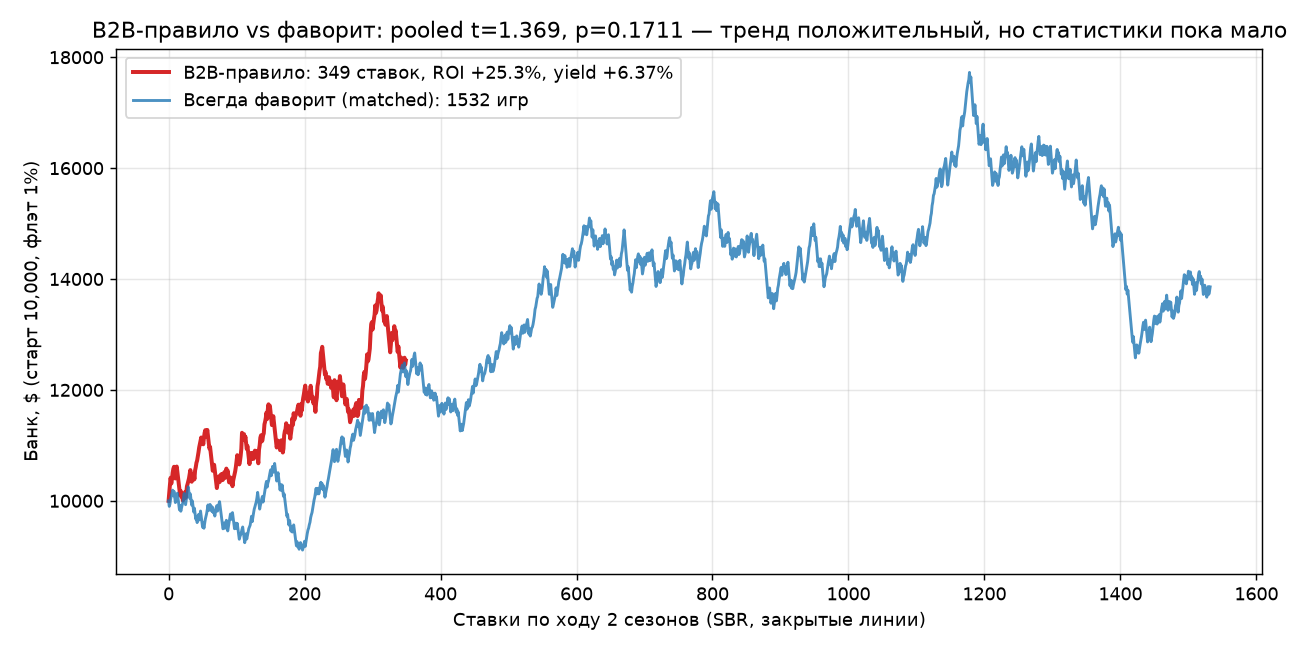 B2B-правило vs фаворит: pooled t=1.369, p=0.1711 — тренд положительный, но статистики пока мало
B2B-правило: 349 ставок, ROI +25.3%, yield +6.37%
Всегда фаворит (matched): 1532 игр
Банк, $ (старт 10,000, флэт 1%)
18000
16000
14000
12000
10000
0
200
400
600
800
1000
1200
1400
1600
Ставки по ходу 2 сезонов (SBR, закрытые линии)